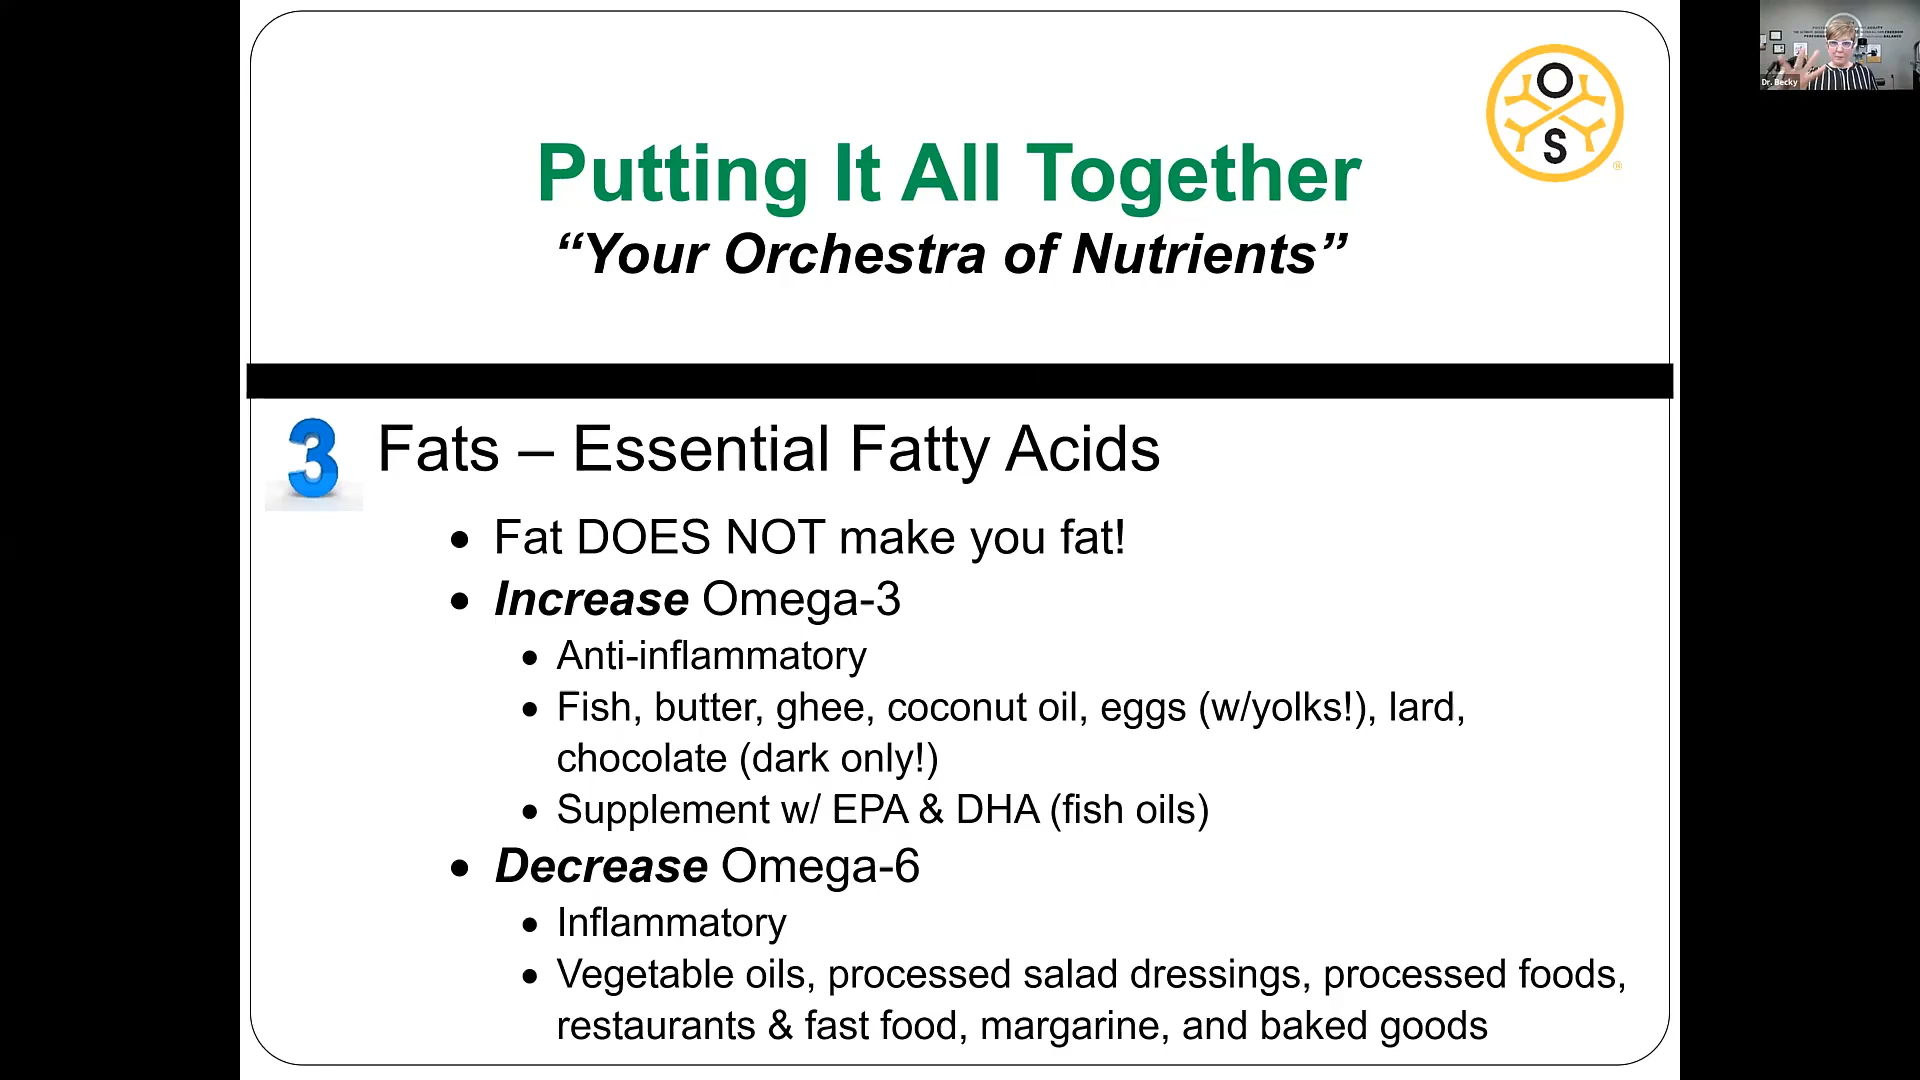 Putting It All Together
“Your Orchestra of Nutrients”
O
S
®
3 Fats – Essential Fatty Acids
• Fat DOES NOT make you fat!
• Increase Omega-3
• Anti-inflammatory
• Fish, butter, ghee, coconut oil, eggs (w/yolks!), lard,
chocolate (dark only!)
• Supplement w/ EPA & DHA (fish oils)
• Decrease Omega-6
• Inflammatory
• Vegetable oils, processed salad dressings, processed foods,
restaurants & fast food, margarine, and baked goods
Dr. Becky